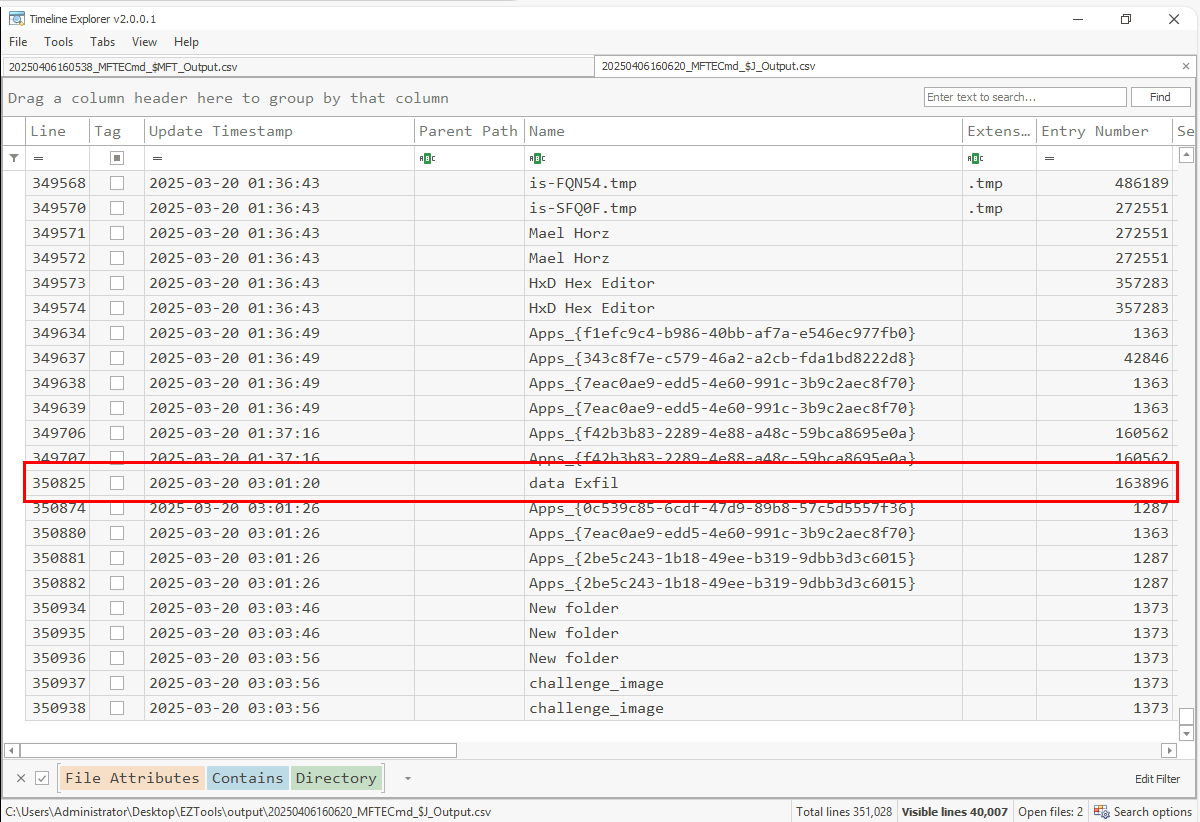 Timeline Explorer v2.0.0.1
File Tools Tabs View Help
20250406160538_MFTECmd_$MFT_Output.csv
20250406160620_MFTECmd_$J_Output.csv
Drag a column header here to group by that column
Enter text to search...
Find
Line Tag Update Timestamp Parent Path Name Extens… Entry Number Se
= ■ = ABC ABC ABC =
349568 2025-03-20 01:36:43 is-FQN54.tmp .tmp 486189
349570 2025-03-20 01:36:43 is-SFQ0F.tmp .tmp 272551
349571 2025-03-20 01:36:43 Mael Horz 272551
349572 2025-03-20 01:36:43 Mael Horz 272551
349573 2025-03-20 01:36:43 HxD Hex Editor 357283
349574 2025-03-20 01:36:43 HxD Hex Editor 357283
349634 2025-03-20 01:36:49 Apps_{f1efc9c4-b986-40bb-af7a-e546ec977fb0} 1363
349637 2025-03-20 01:36:49 Apps_{343c8f7e-c579-46a2-a2cb-fda1bd8222d8} 42846
349638 2025-03-20 01:36:49 Apps_{7eac0ae9-edd5-4e60-991c-3b9c2aec8f70} 1363
349639 2025-03-20 01:36:49 Apps_{7eac0ae9-edd5-4e60-991c-3b9c2aec8f70} 1363
349706 2025-03-20 01:37:16 Apps_{f42b3b83-2289-4e88-a48c-59bca8695e0a} 160562
349707 2025-03-20 01:37:16 Apps_{f42b3b83-2289-4e88-a48c-59bca8695e0a} 160562
350825 2025-03-20 03:01:20 data Exfil 163896
350874 2025-03-20 03:01:26 Apps_{0c539c85-6cdf-47d9-89b8-57c5d5557f36} 1287
350880 2025-03-20 03:01:26 Apps_{7eac0ae9-edd5-4e60-991c-3b9c2aec8f70} 1363
350881 2025-03-20 03:01:26 Apps_{2be5c243-1b18-49ee-b319-9dbb3d3c6015} 1287
350882 2025-03-20 03:01:26 Apps_{2be5c243-1b18-49ee-b319-9dbb3d3c6015} 1287
350934 2025-03-20 03:03:46 New folder 1373
350935 2025-03-20 03:03:46 New folder 1373
350936 2025-03-20 03:03:56 New folder 1373
350937 2025-03-20 03:03:56 challenge_image 1373
350938 2025-03-20 03:03:56 challenge_image 1373
File Attributes Contains Directory
Edit Filter
C:\Users\Administrator\Desktop\EZTools\output\20250406160620_MFTECmd_$J_Output.csv Total lines 351,028 Visible lines 40,007 Open files: 2 Search options